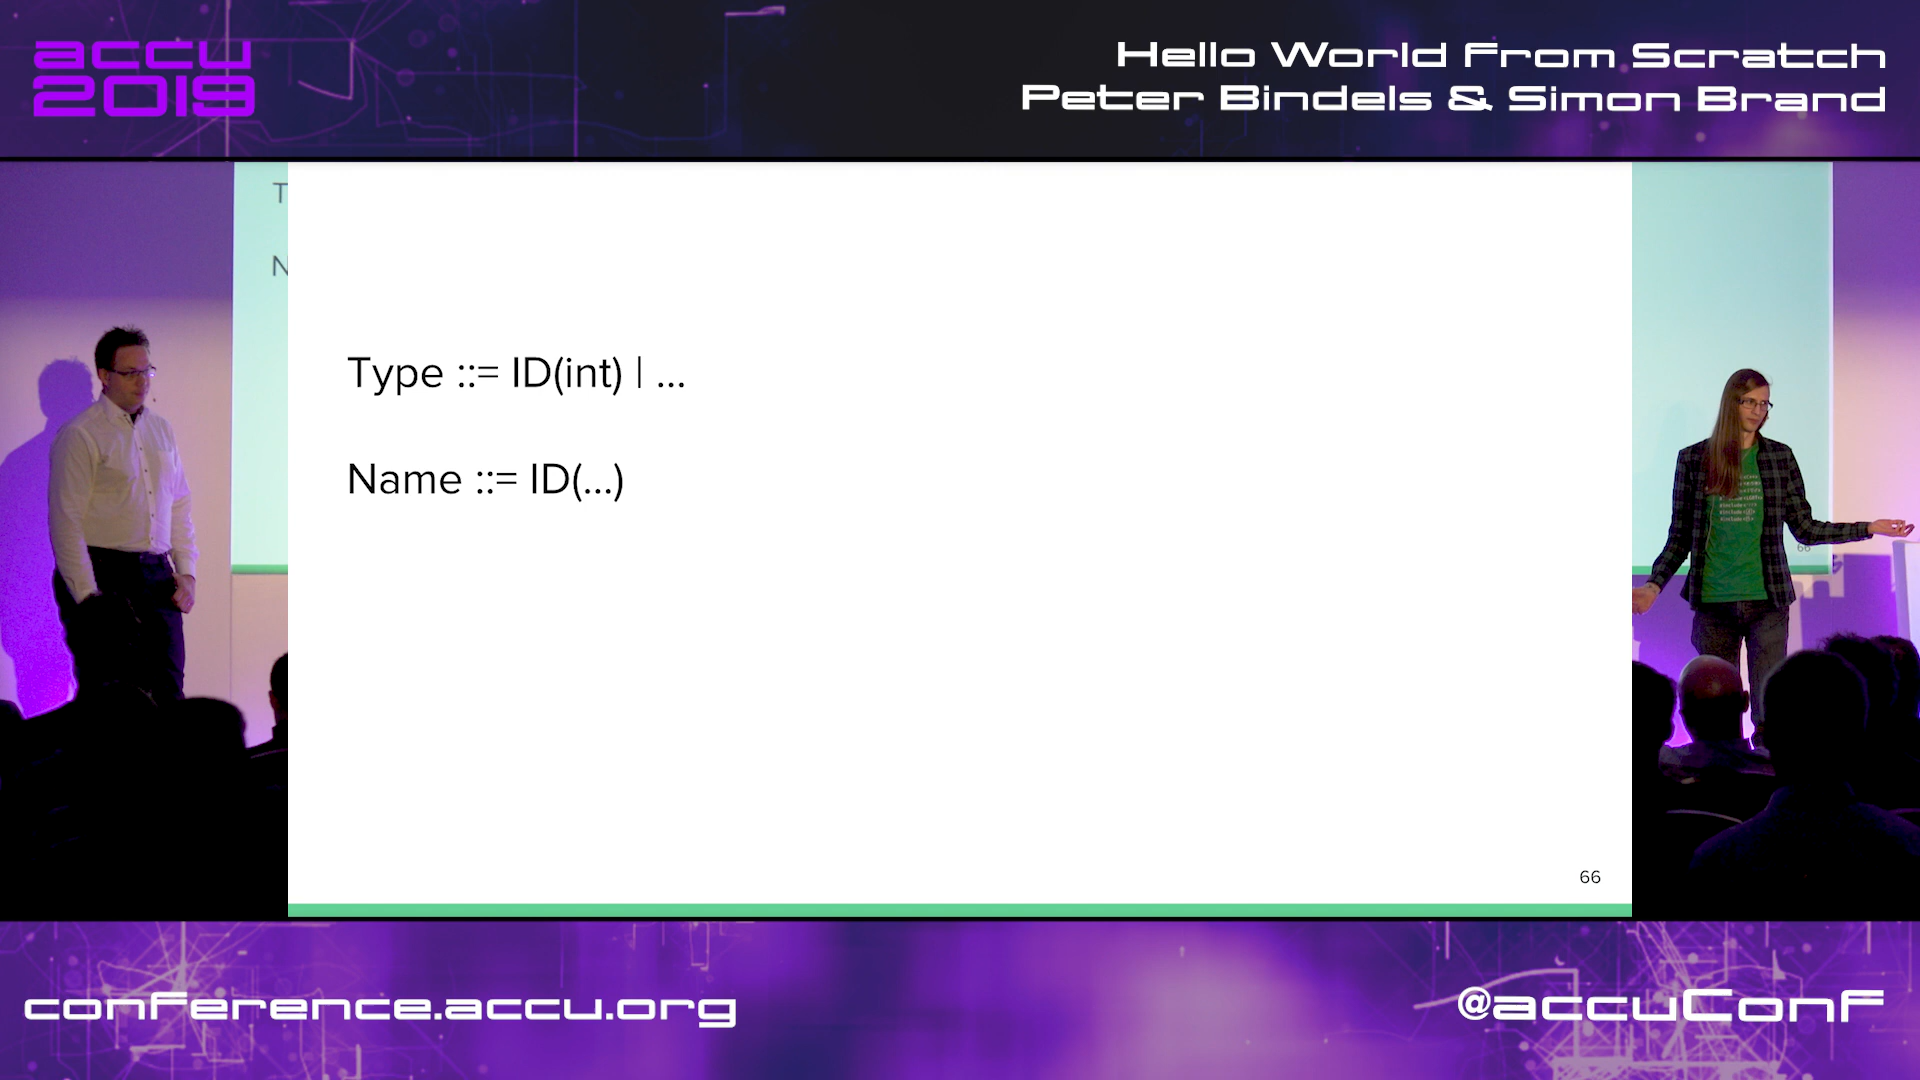 accu
2019
Hello World From Scratch
Peter Bindels & Simon Brand
T
N
Type ::= ID(int) | ...
Name ::= ID(...)
66
66
conference.accu.org
@accuConf